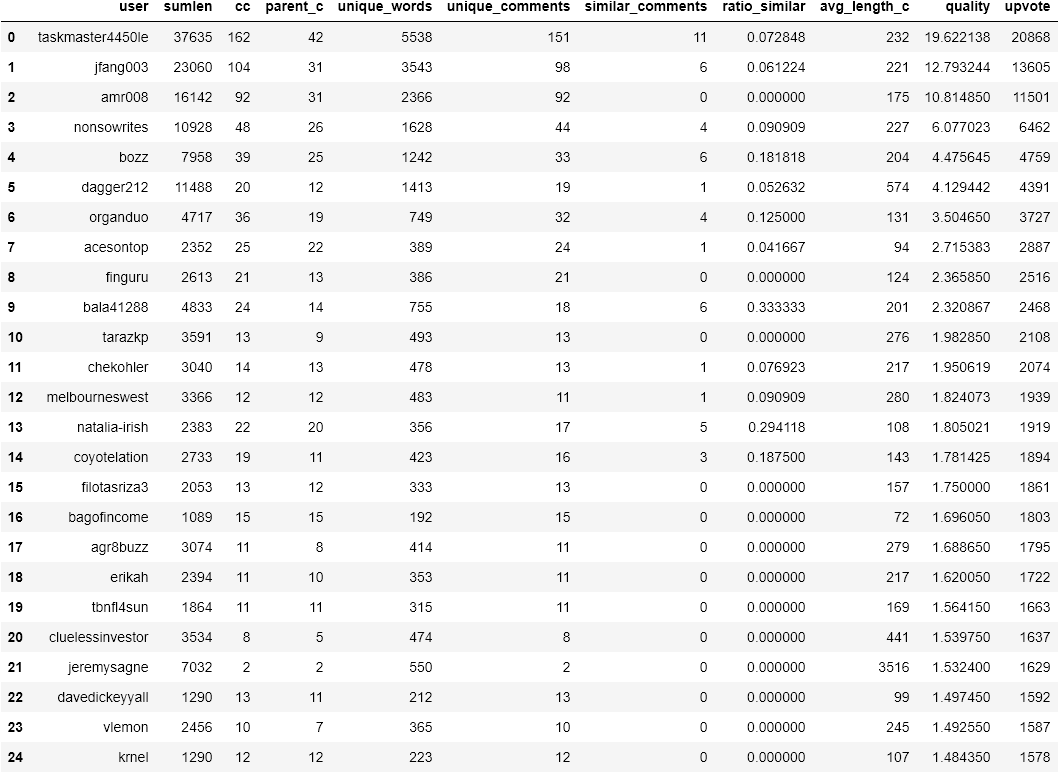 user sumlen cc parent_c unique_words unique_comments similar_comments ratio_similar avg_length_c quality upvote
0 taskmaster4450le 37635 162 42 5538 151 11 0.072848 232 19.622138 20868
1 jfang003 23060 104 31 3543 98 6 0.061224 221 12.793244 13605
2 amr008 16142 92 31 2366 92 0 0.000000 175 10.814850 11501
3 nonsowrites 10928 48 26 1628 44 4 0.090909 227 6.077023 6462
4 bozz 7958 39 25 1242 33 6 0.181818 204 4.475645 4759
5 dagger212 11488 20 12 1413 19 1 0.052632 574 4.129442 4391
6 organduo 4717 36 19 749 32 4 0.125000 131 3.504650 3727
7 acesontop 2352 25 22 389 24 1 0.041667 94 2.715383 2887
8 finguru 2613 21 13 386 21 0 0.000000 124 2.365850 2516
9 bala41288 4833 24 14 755 18 6 0.333333 201 2.320867 2468
10 tarazkp 3591 13 9 493 13 0 0.000000 276 1.982850 2108
11 chekohler 3040 14 13 478 13 1 0.076923 217 1.950619 2074
12 melbourneswest 3366 12 12 483 11 1 0.090909 280 1.824073 1939
13 natalia-irish 2383 22 20 356 17 5 0.294118 108 1.805021 1919
14 coyotelation 2733 19 11 423 16 3 0.187500 143 1.781425 1894
15 filotasriza3 2053 13 12 333 13 0 0.000000 157 1.750000 1861
16 bagofincome 1089 15 15 192 15 0 0.000000 72 1.696050 1803
17 agr8buzz 3074 11 8 414 11 0 0.000000 279 1.688650 1795
18 erikah 2394 11 10 353 11 0 0.000000 217 1.620050 1722
19 tbnfl4sun 1864 11 11 315 11 0 0.000000 169 1.564150 1663
20 cluelessinvestor 3534 8 5 474 8 0 0.000000 441 1.539750 1637
21 jeremysagne 7032 2 2 550 2 0 0.000000 3516 1.532400 1629
22 davedickeyyall 1290 13 11 212 13 0 0.000000 99 1.497450 1592
23 vlemon 2456 10 7 365 10 0 0.000000 245 1.492550 1587
24 krnel 1290 12 12 223 12 0 0.000000 107 1.484350 1578